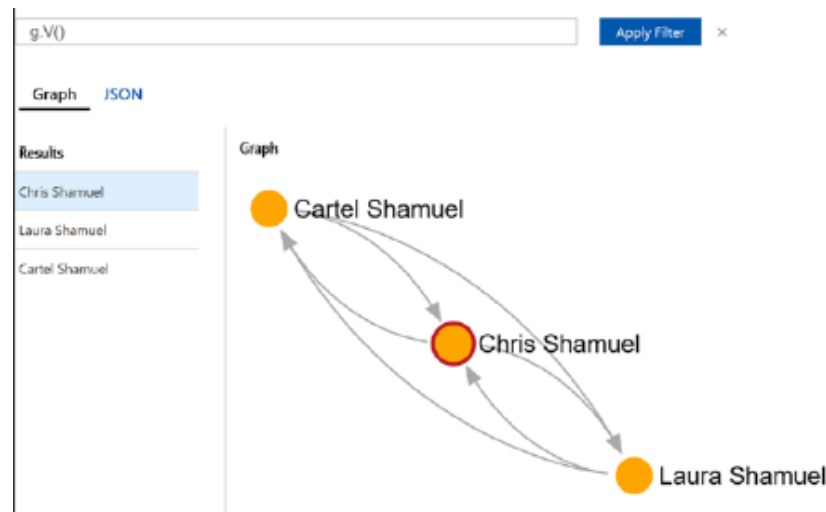 g.V()
Apply Filter ×
Graph JSON
Results
Chris Shamuel
Laura Shamuel
Cartel Shamuel
Graph
Cartel Shamuel
Chris Shamuel
Laura Shamuel